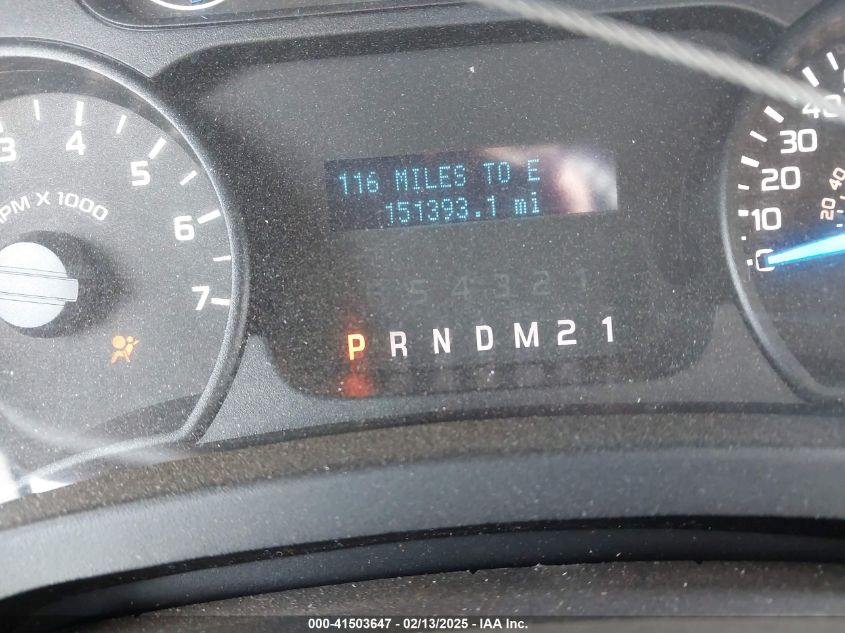 3 4 5 6 7
RPM X 1000
116 MILES TO E
151393.1 mi
6 5 4 3 2 1
P R N D M 2 1
40
30
20
10
0
40
20
000-41503647 - 02/13/2025 - IAA Inc.